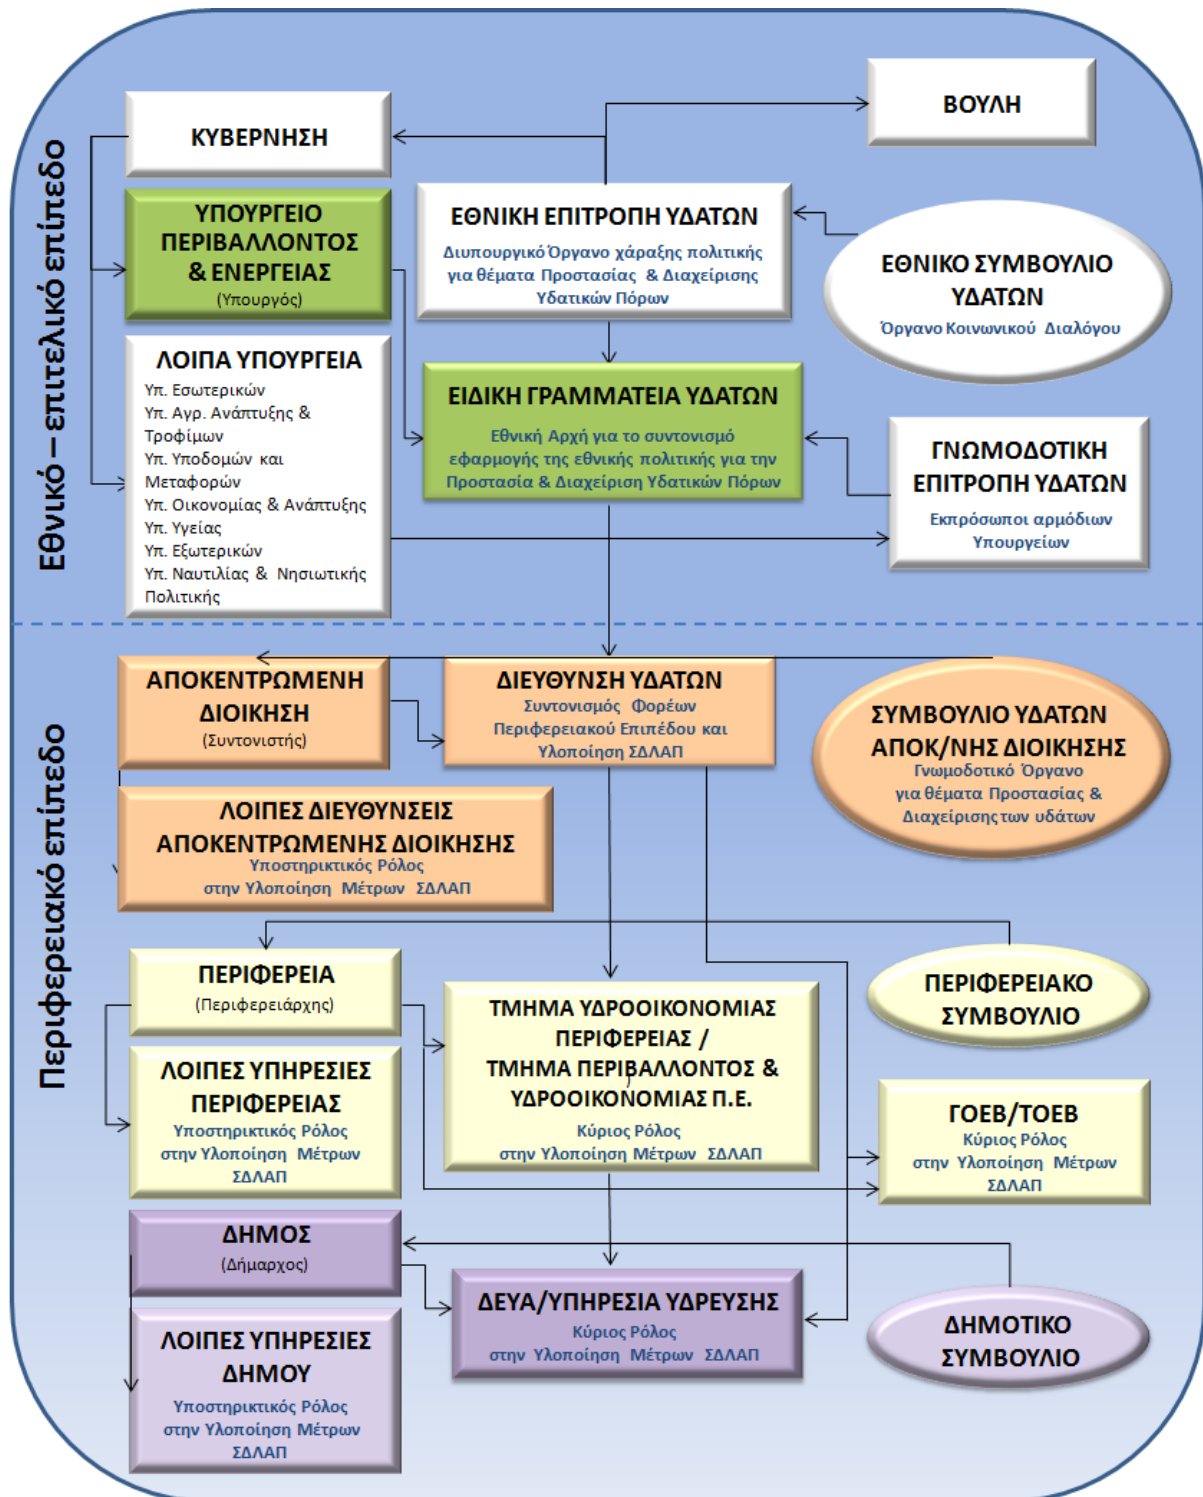 Εθνικό – επιτελικό επίπεδο
ΚΥΒΕΡΝΗΣΗ
ΒΟΥΛΗ
ΥΠΟΥΡΓΕΙΟ
ΠΕΡΙΒΑΛΛΟΝΤΟΣ
& ΕΝΕΡΓΕΙΑΣ
(Υπουργός)
ΕΘΝΙΚΗ ΕΠΙΤΡΟΠΗ ΥΔΑΤΩΝ
Διυπουργικό Όργανο χάραξης πολιτικής
για θέματα Προστασίας & Διαχείρισης
Υδατικών Πόρων
ΕΘΝΙΚΟ ΣΥΜΒΟΥΛΙΟ
ΥΔΑΤΩΝ
Όργανο Κοινωνικού Διαλόγου
ΛΟΙΠΑ ΥΠΟΥΡΓΕΙΑ
Υπ. Εσωτερικών
Υπ. Αγρ. Ανάπτυξης &
Τροφίμων
Υπ. Υποδομών και
Μεταφορών
Υπ. Οικονομίας & Ανάπτυξης
Υπ. Υγείας
Υπ. Εξωτερικών
Υπ. Ναυτιλίας & Νησιωτικής
Πολιτικής
ΕΙΔΙΚΗ ΓΡΑΜΜΑΤΕΙΑ ΥΔΑΤΩΝ
Εθνική Αρχή για το συντονισμό
εφαρμογής της εθνικής πολιτικής για την
Προστασία & Διαχείριση Υδατικών Πόρων
ΓΝΩΜΟΔΟΤΙΚΗ
ΕΠΙΤΡΟΠΗ ΥΔΑΤΩΝ
Εκπρόσωποι αρμόδιων
Υπουργείων
Περιφερειακό επίπεδο
ΑΠΟΚΕΝΤΡΩΜΕΝΗ
ΔΙΟΙΚΗΣΗ
(Συντονιστής)
ΔΙΕΥΘΥΝΣΗ ΥΔΑΤΩΝ
Συντονισμός Φορέων
Περιφερειακού Επιπέδου και
Υλοποίηση ΣΔΛΑΠ
ΣΥΜΒΟΥΛΙΟ ΥΔΑΤΩΝ
ΑΠΟΚ/ΝΗΣ ΔΙΟΙΚΗΣΗΣ
Γνωμοδοτικό Όργανο
για θέματα Προστασίας &
Διαχείρισης των υδάτων
ΛΟΙΠΕΣ ΔΙΕΥΘΥΝΣΕΙΣ
ΑΠΟΚΕΝΤΡΩΜΕΝΗΣ ΔΙΟΙΚΗΣΗΣ
Υποστηρικτικός Ρόλος
στην Υλοποίηση Μέτρων ΣΔΛΑΠ
ΠΕΡΙΦΕΡΕΙΑ
(Περιφερειάρχης)
ΤΜΗΜΑ ΥΔΡΟΟΙΚΟΝΟΜΙΑΣ
ΠΕΡΙΦΕΡΕΙΑΣ /
ΤΜΗΜΑ ΠΕΡΙΒΑΛΛΟΝΤΟΣ &
ΥΔΡΟΟΙΚΟΝΟΜΙΑΣ Π.Ε.
Κύριος Ρόλος
στην Υλοποίηση Μέτρων ΣΔΛΑΠ
ΠΕΡΙΦΕΡΕΙΑΚΟ
ΣΥΜΒΟΥΛΙΟ
ΛΟΙΠΕΣ ΥΠΗΡΕΣΙΕΣ
ΠΕΡΙΦΕΡΕΙΑΣ
Υποστηρικτικός Ρόλος
στην Υλοποίηση Μέτρων
ΣΔΛΑΠ
ΓΟΕΒ/ΤΟΕΒ
Κύριος Ρόλος
στην Υλοποίηση Μέτρων
ΣΔΛΑΠ
ΔΗΜΟΣ
(Δήμαρχος)
ΔΕΥΑ/ΥΠΗΡΕΣΙΑ ΥΔΡΕΥΣΗΣ
Κύριος Ρόλος
στην Υλοποίηση Μέτρων ΣΔΛΑΠ
ΔΗΜΟΤΙΚΟ
ΣΥΜΒΟΥΛΙΟ
ΛΟΙΠΕΣ ΥΠΗΡΕΣΙΕΣ
ΔΗΜΟΥ
Υποστηρικτικός Ρόλος
στην Υλοποίηση Μέτρων
ΣΔΛΑΠ